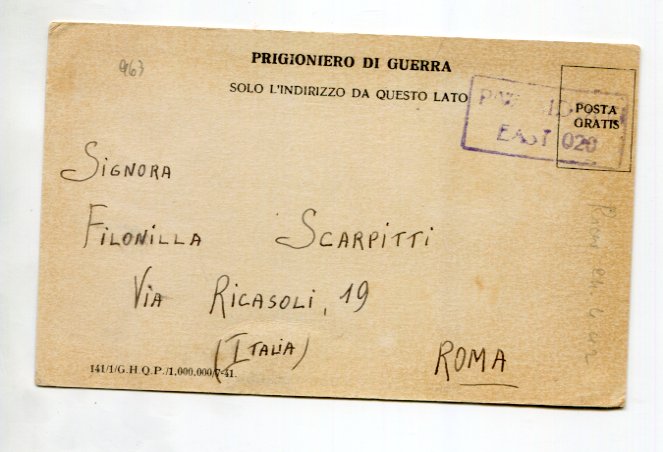 963
PRIGIONIERO DI GUERRA
SOLO L'INDIRIZZO DA QUESTO LATO
POSTA
GRATIS
EAST 020
SIGNORA
FILONILLA SCARPITTI
VIA RICASOLI, 19
(ITALIA)
ROMA
141/1/G.H Q.P./1,000,000/7-41.